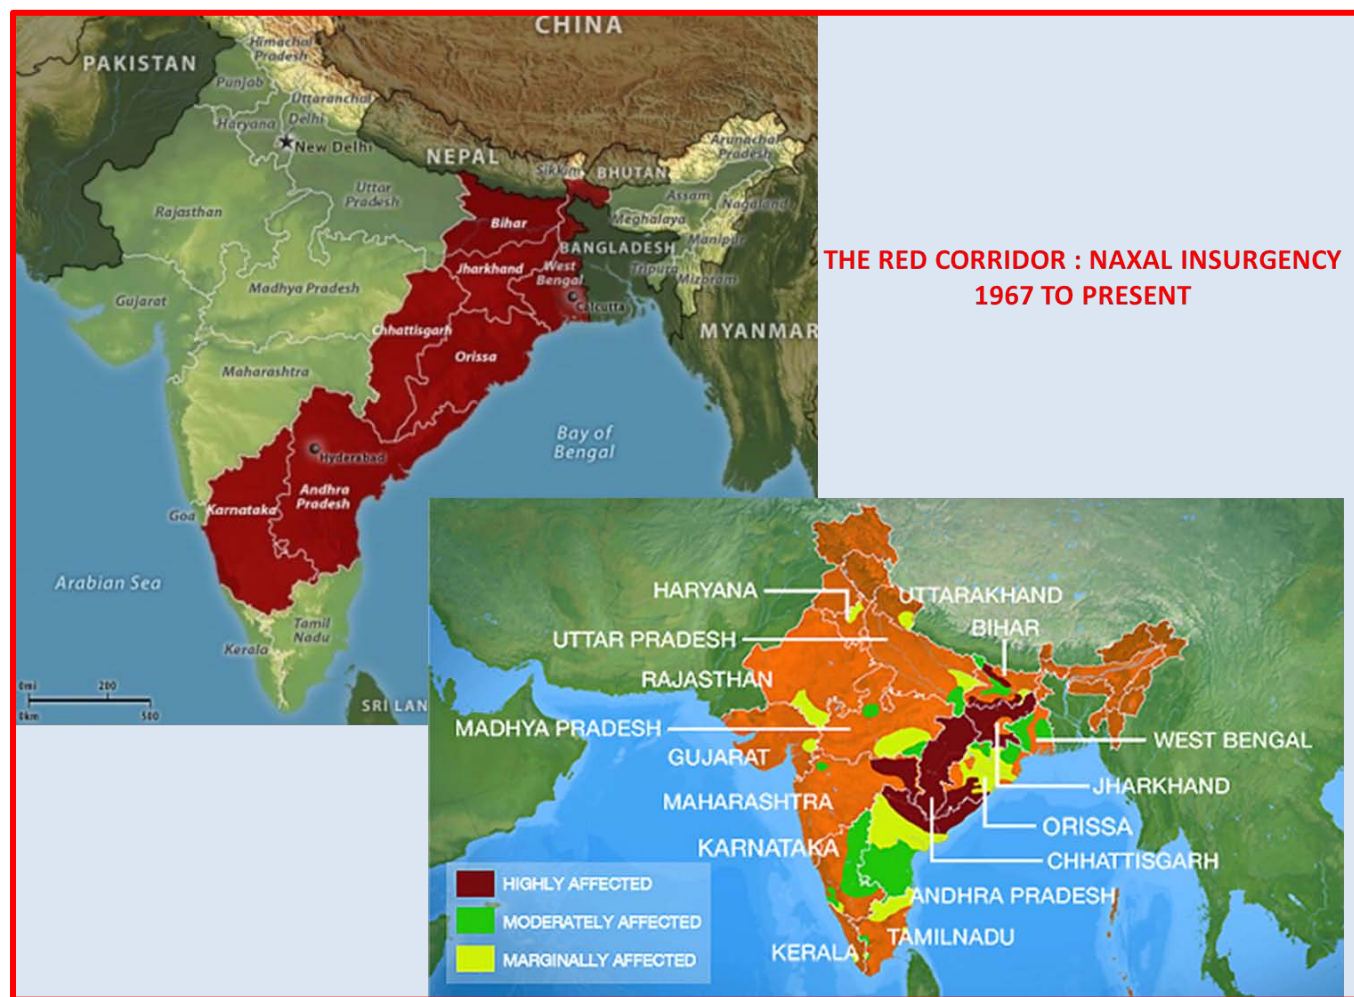 CHINA
Himachal
Pradesh
PAKISTAN
Punjab
Uttaranchal
Haryana
Delhi
New Delhi
NEPAL
Sikkim
BHUTAN
Arunachal
Pradesh
Uttar
Pradesh
Assam
Nagaland
Rajasthan
Meghalaya
Bihar
Manipur
BANGLADESH
Jharkhand
West
Bengal
Tripura
Mizoram
Gujarat
Madhya Pradesh
Calcutta
Chhattisgarh
MYANMAR
Orissa
Maharashtra
Bay of
Bengal
Hyderabad
Andhra
Pradesh
Karnataka
Goa
Arabian Sea
Tamil
Nadu
Kerala
0mi 200
0km 500
SRI LAN
THE RED CORRIDOR : NAXAL INSURGENCY
1967 TO PRESENT
HARYANA
UTTARAKHAND
BIHAR
UTTAR PRADESH
RAJASTHAN
MADHYA PRADESH
WEST BENGAL
GUJARAT
JHARKHAND
MAHARASHTRA
ORISSA
KARNATAKA
CHHATTISGARH
HIGHLY AFFECTED
ANDHRA PRADESH
MODERATELY AFFECTED
TAMILNADU
KERALA
MARGINALLY AFFECTED